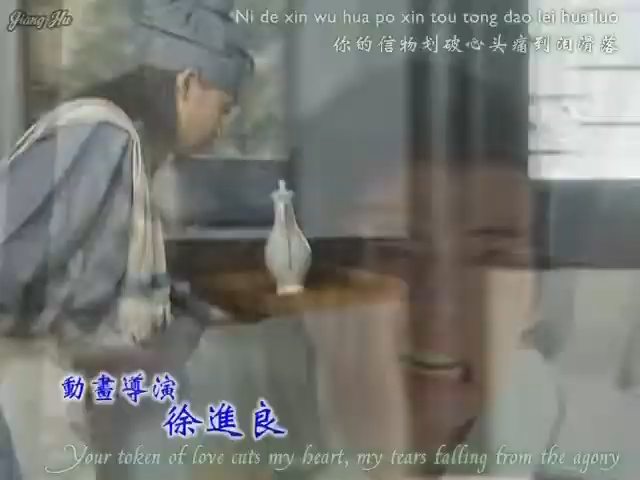 Jiang Hu
Ni de xin wu hua po xin tou tong dao lei hua luo
你的信物划破心头痛到泪滑落
動畫導演
徐進良
Your token of love cuts my heart, my tears falling from the agony